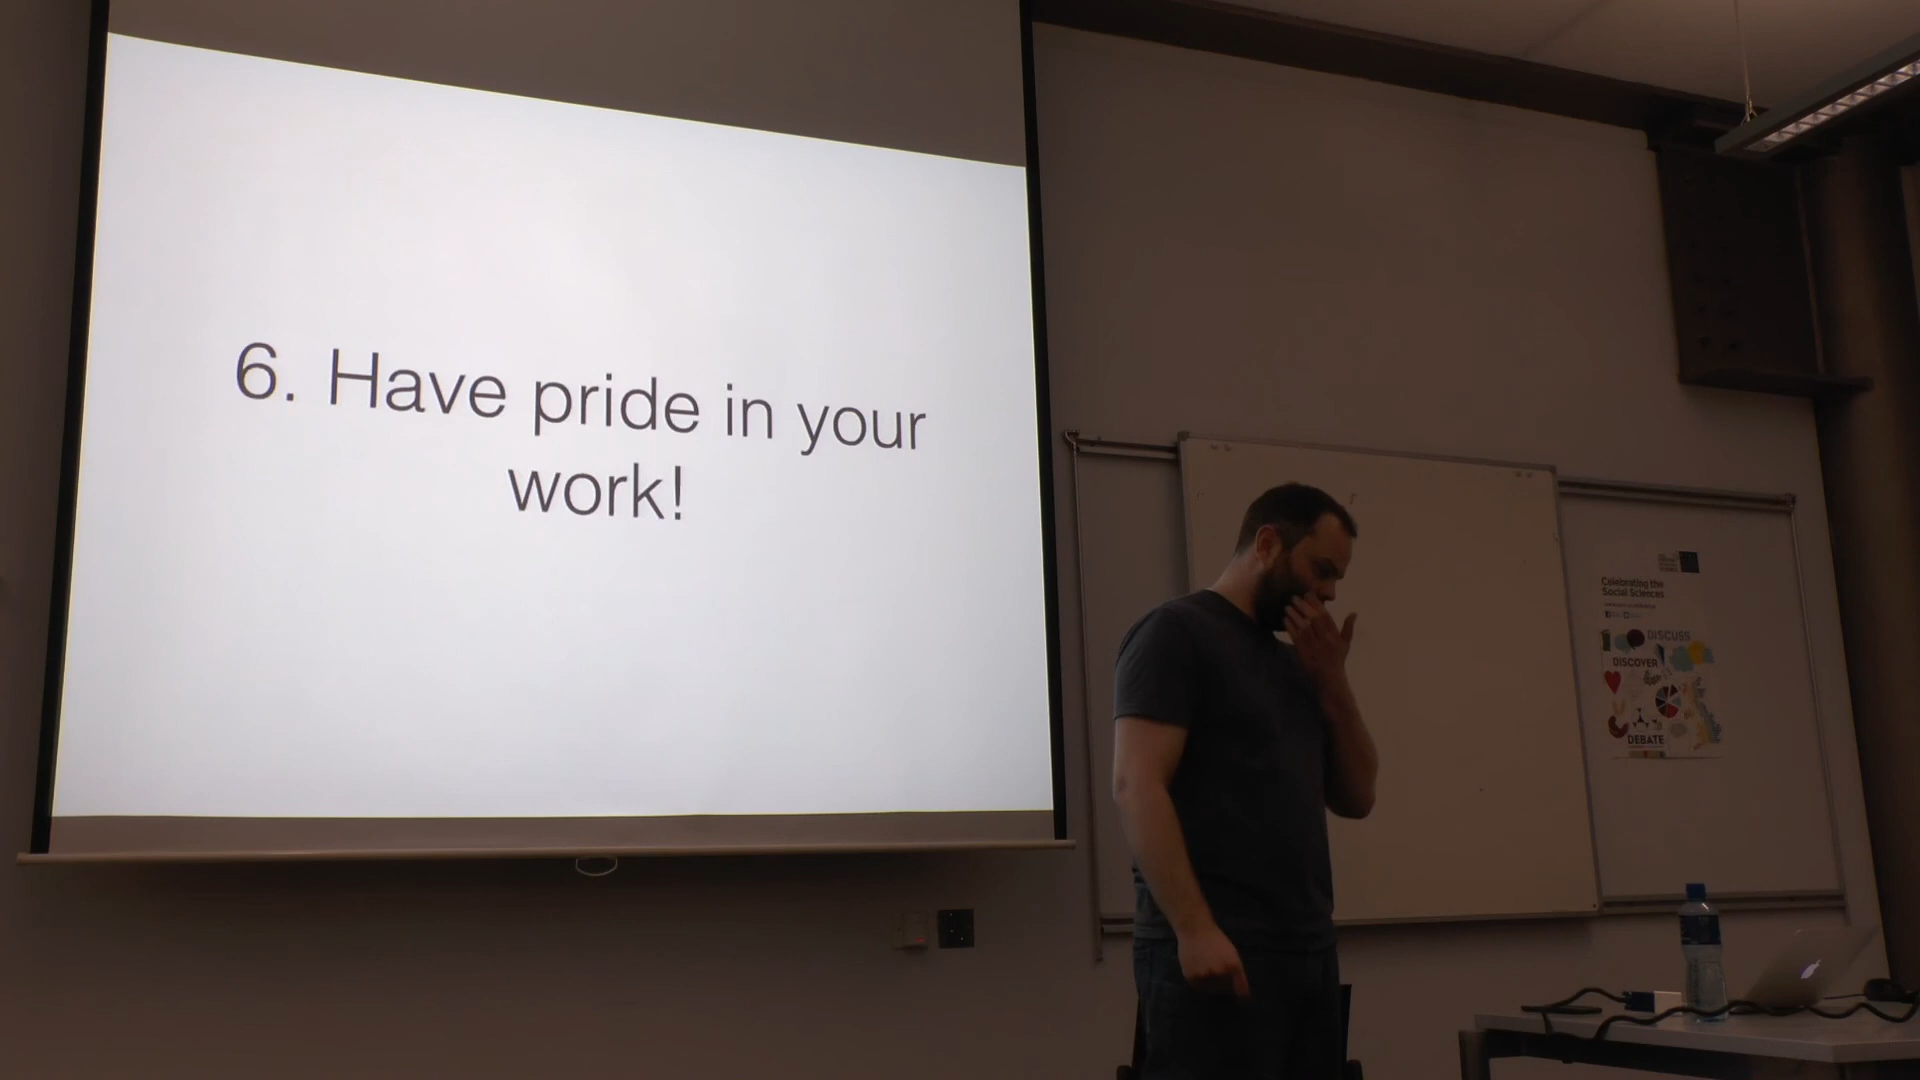 6. Have pride in your
work!
Celebrating the
Social Sciences
DISCUSS
DISCOVER
DEBATE